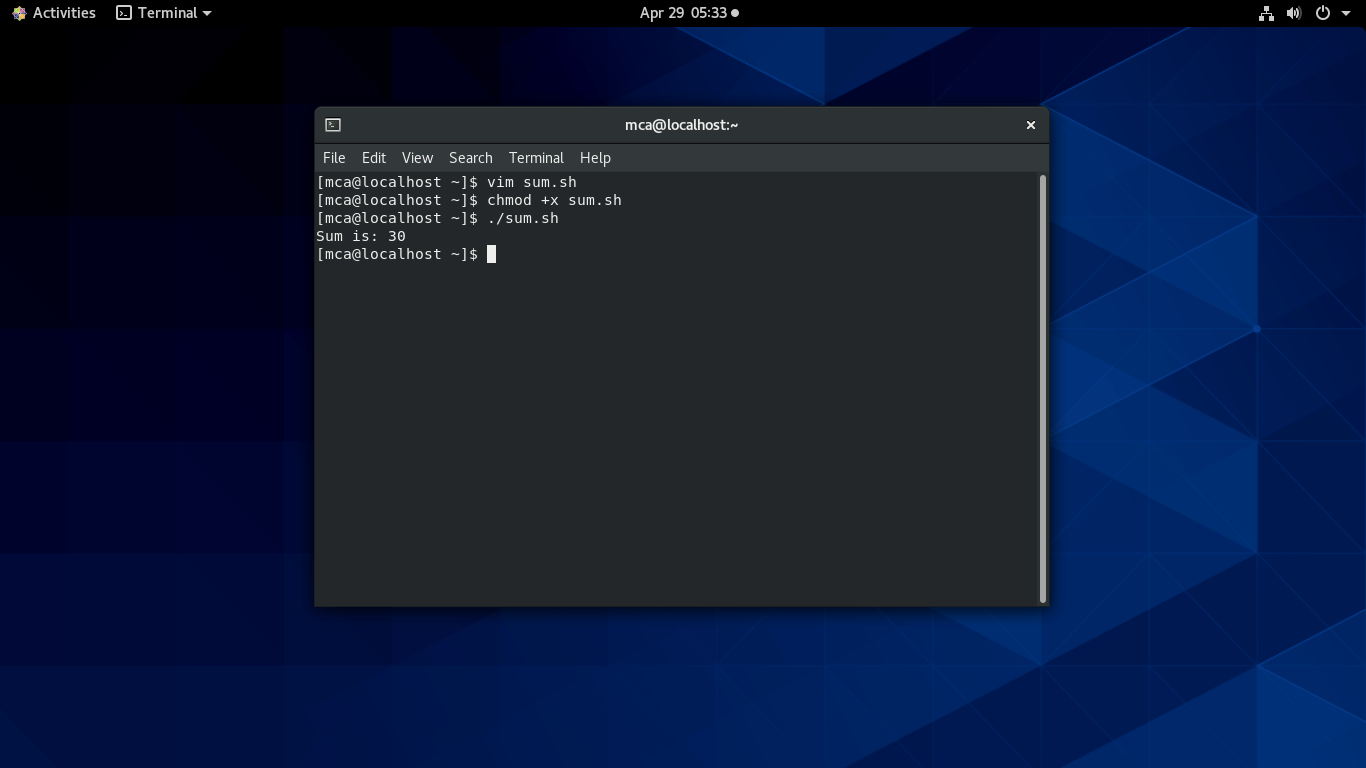 Activities Terminal Apr 29 05:33
mca@localhost:~
File Edit View Search Terminal Help
[mca@localhost ~]$ vim sum.sh
[mca@localhost ~]$ chmod +x sum.sh
[mca@localhost ~]$ ./sum.sh
Sum is: 30
[mca@localhost ~]$